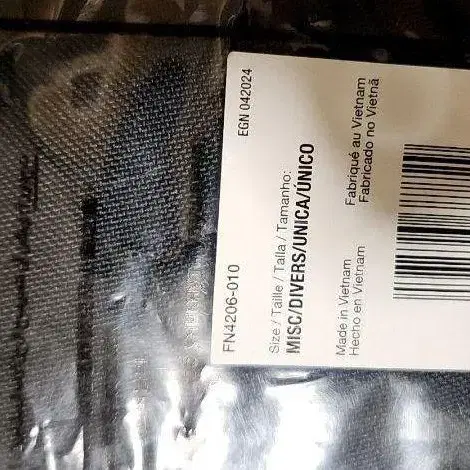 FN4206-010 EGN 042024
Size / Taille / Talla / Tamanho:
MISC/DIVERS/UNICA/ÚNICO
Made in Vietnam Fabriqué au Vietnam
Hecho en Vietnam Fabricado no Vietnã